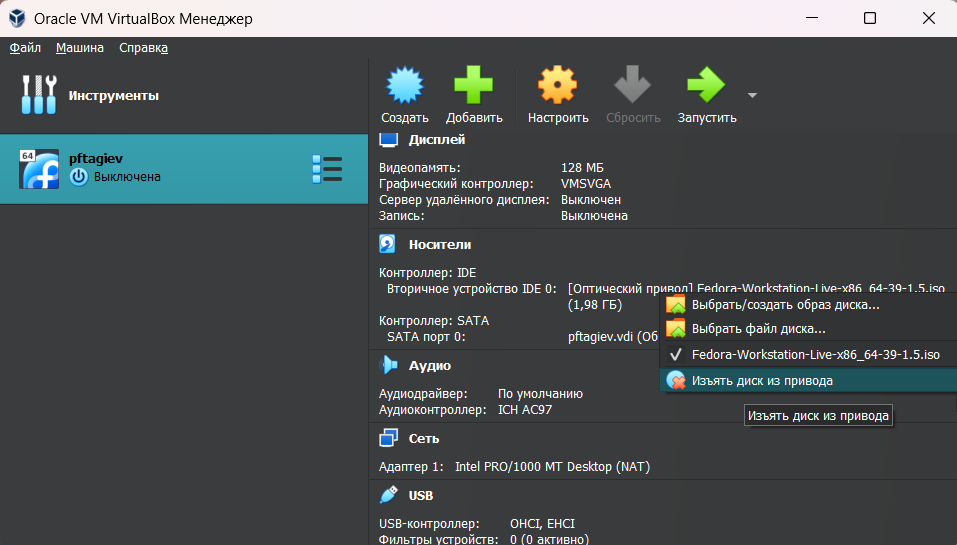 Oracle VM VirtualBox Менеджер
Файл Машина Справка
Инструменты
Создать Добавить Настроить Сбросить Запустить
64
pftagiev
Выключена
Дисплей
Видеопамять: 128 МБ
Графический контроллер: VMSVGA
Сервер удалённого дисплея: Выключен
Запись: Выключена
Носители
Контроллер: IDE
Вторичное устройство IDE 0: [Оптический привод] Fedora-Workstation-Live-x86_64-39-1.5.iso
(1,98 ГБ)
Контроллер: SATA
SATA порт 0: pftagiev.vdi (Об
Выбрать/создать образ диска...
Выбрать файл диска...
Fedora-Workstation-Live-x86_64-39-1.5.iso
Изъять диск из привода
Изъять диск из привода
Аудио
Аудиодрайвер: По умолчанию
Аудиоконтроллер: ICH AC97
Сеть
Адаптер 1: Intel PRO/1000 MT Desktop (NAT)
USB
USB-контроллер: OHCI, EHCI
Фильтры устройств: 0 (0 активно)